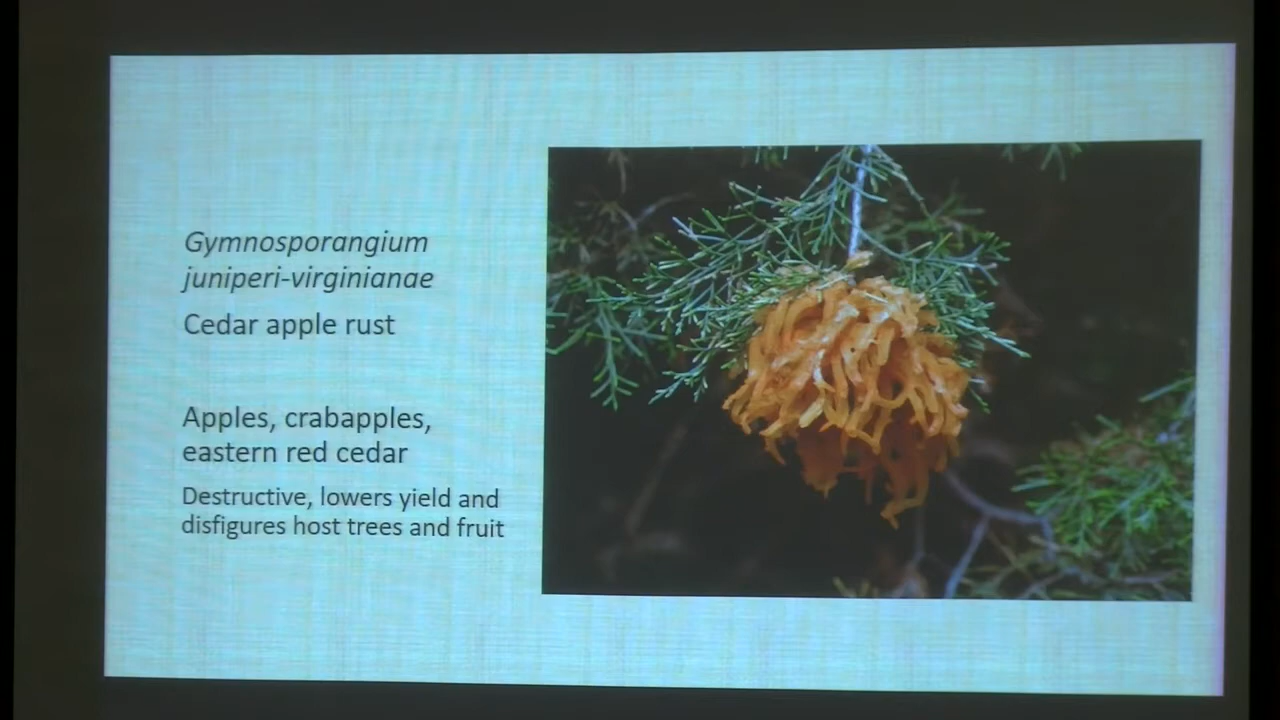 Gymnosporangium
juniperi-virginianae
Cedar apple rust
Apples, crabapples,
eastern red cedar
Destructive, lowers yield and
disfigures host trees and fruit